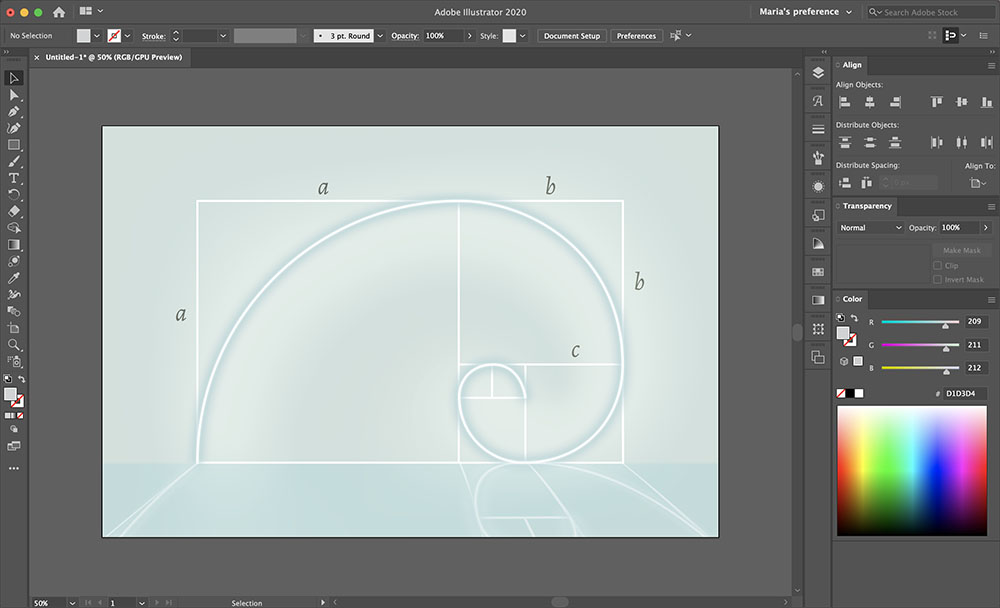 Adobe Illustrator 2020
Maria's preference
Search Adobe Stock
No Selection
Stroke:
3 pt. Round
Opacity: 100%
Style:
Document Setup
Preferences
Untitled-1* @ 50% (RGB/GPU Preview)
a
b
a
b
c
Align
Align Objects:
Distribute Objects:
Distribute Spacing:
Align To:
0 px
Transparency
Normal
Opacity: 100%
Make Mask
Clip
Invert Mask
Color
R 209
G 211
B 212
# D1D3D4
50%
1
Selection